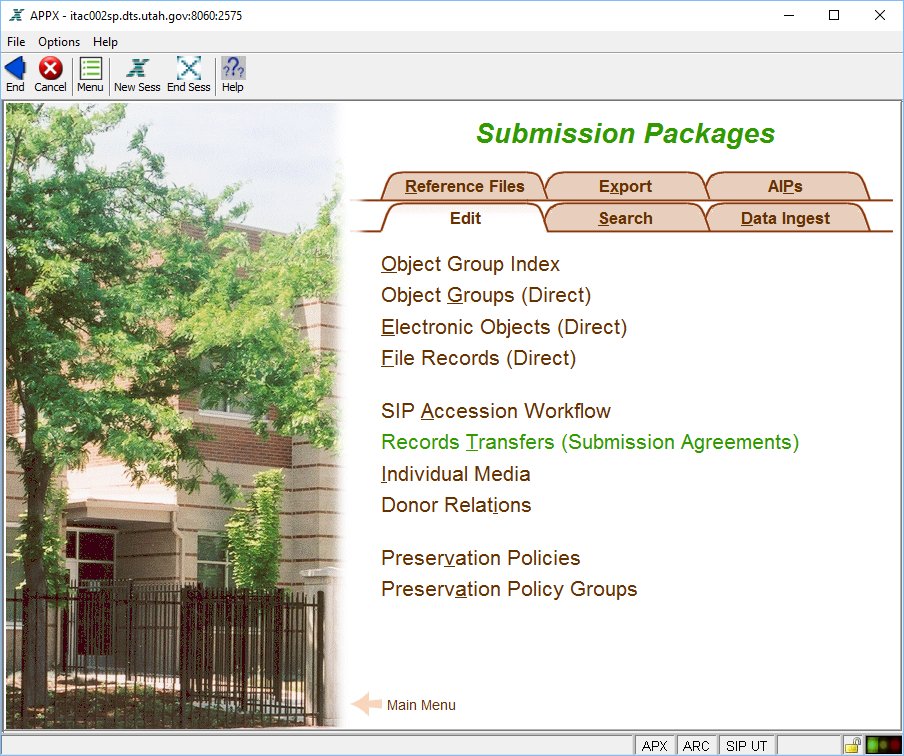 APPX - itac002sp.dts.utah.gov:8060:2575
File Options Help
End Cancel Menu New Sess End Sess Help
Submission Packages
Reference Files Export AIPs
Edit Search Data Ingest
Object Group Index
Object Groups (Direct)
Electronic Objects (Direct)
File Records (Direct)
SIP Accession Workflow
Records Transfers (Submission Agreements)
Individual Media
Donor Relations
Preservation Policies
Preservation Policy Groups
Main Menu
APX ARC SIP UT